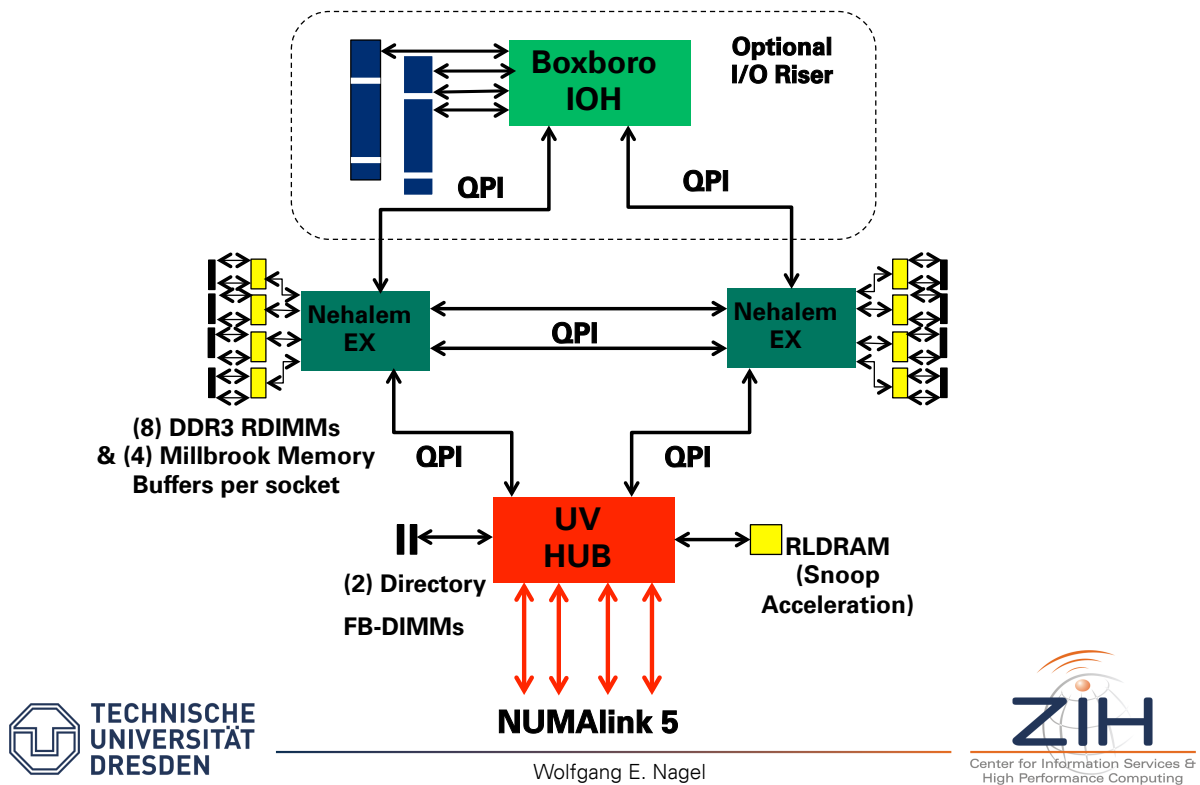 Optional
I/O Riser
Boxboro
IOH
QPI
QPI
Nehalem
EX
Nehalem
EX
QPI
(8) DDR3 RDIMMs
& (4) Millbrook Memory
Buffers per socket
QPI
QPI
UV
HUB
(2) Directory
FB-DIMMs
RLDRAM
(Snoop
Acceleration)
NUMAlink 5
TECHNISCHE
UNIVERSITÄT
DRESDEN
Wolfgang E. Nagel
ZIH
Center for Information Services &
High Performance Computing